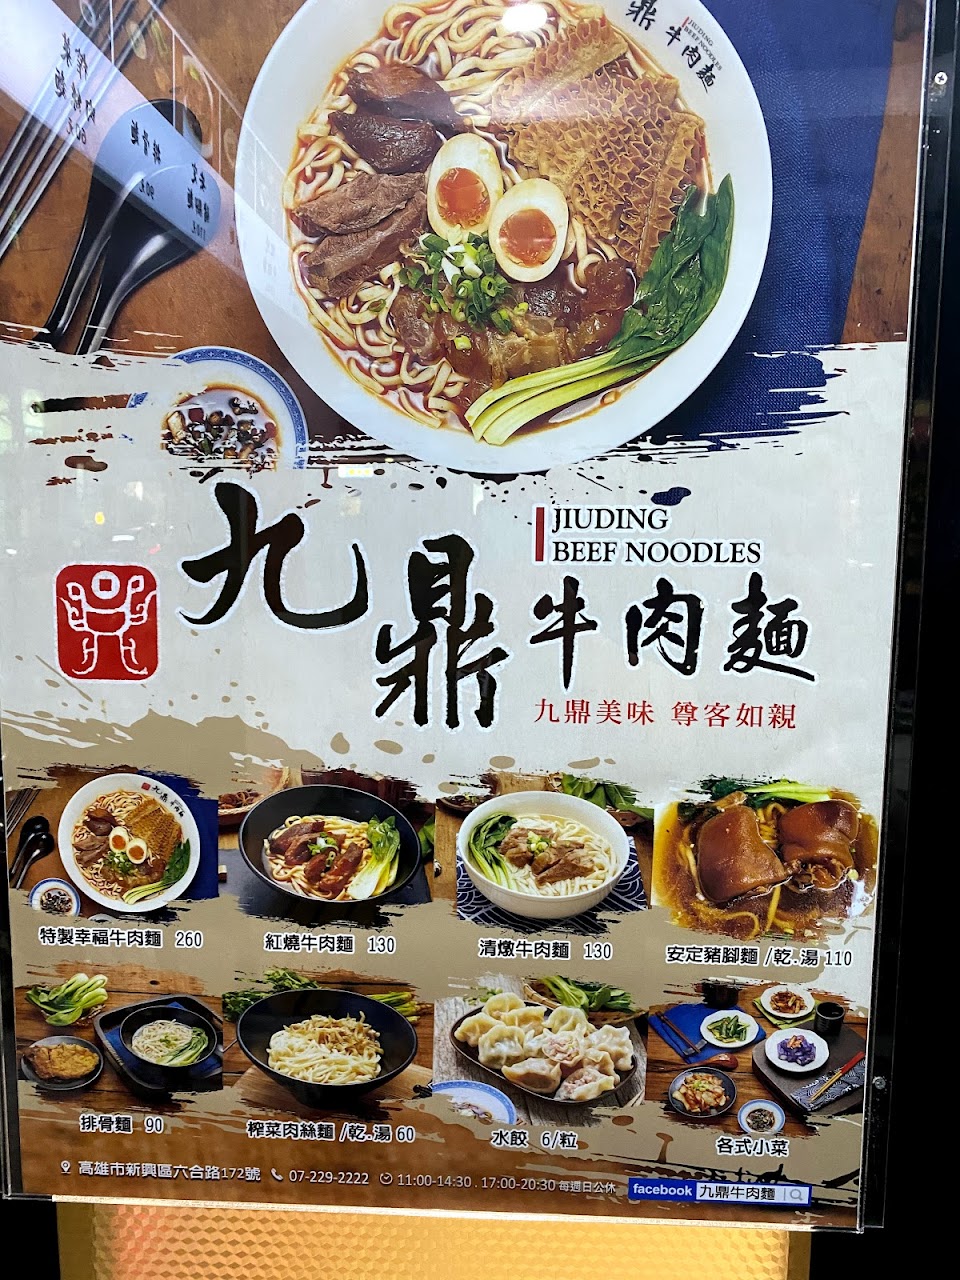 鼎 牛肉麵
JIUDING
BEEF NOODLES
九鼎
JIUDING
BEEF NOODLES
牛肉麵
九鼎美味 尊客如親
特製幸福牛肉麵 260
紅燒牛肉麵 130
清燉牛肉麵 130
安定豬腳麵/乾.湯 110
排骨麵 90
榨菜肉絲麵/乾.湯 60
水餃 6/粒
各式小菜
高雄市新興區六合路172號 07-229-2222 11:00-14:30 . 17:00-20:30 每週日公休 facebook 九鼎牛肉麵